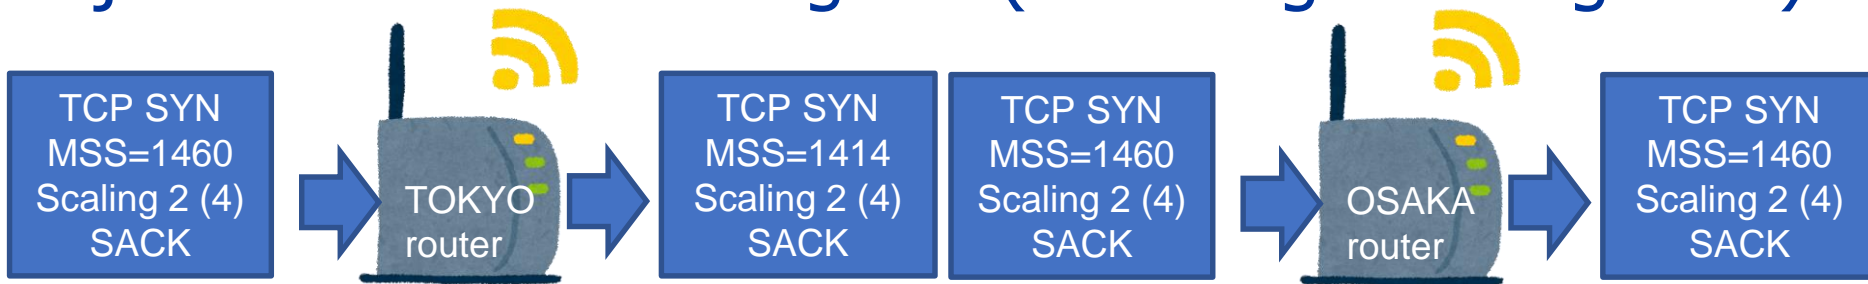 TCP SYN
MSS=1460
Scaling 2 (4)
SACK
TOKYO
router
TCP SYN
MSS=1414
Scaling 2 (4)
SACK
TCP SYN
MSS=1460
Scaling 2 (4)
SACK
OSAKA
router
TCP SYN
MSS=1460
Scaling 2 (4)
SACK